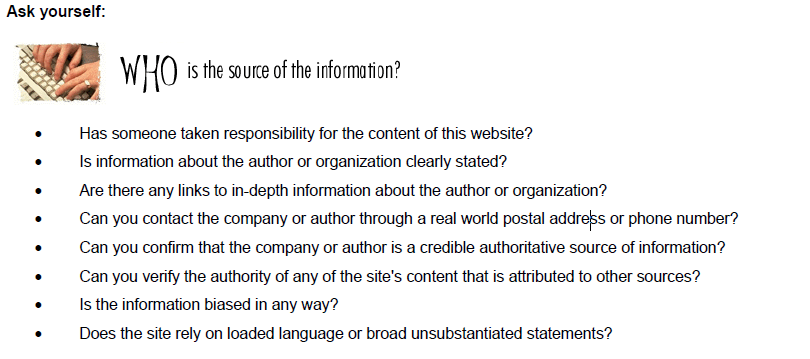 Ask yourself:
WHO is the source of the information?
• Has someone taken responsibility for the content of this website?
• Is information about the author or organization clearly stated?
• Are there any links to in-depth information about the author or organization?
• Can you contact the company or author through a real world postal address or phone number?
• Can you confirm that the company or author is a credible authoritative source of information?
• Can you verify the authority of any of the site's content that is attributed to other sources?
• Is the information biased in any way?
• Does the site rely on loaded language or broad unsubstantiated statements?